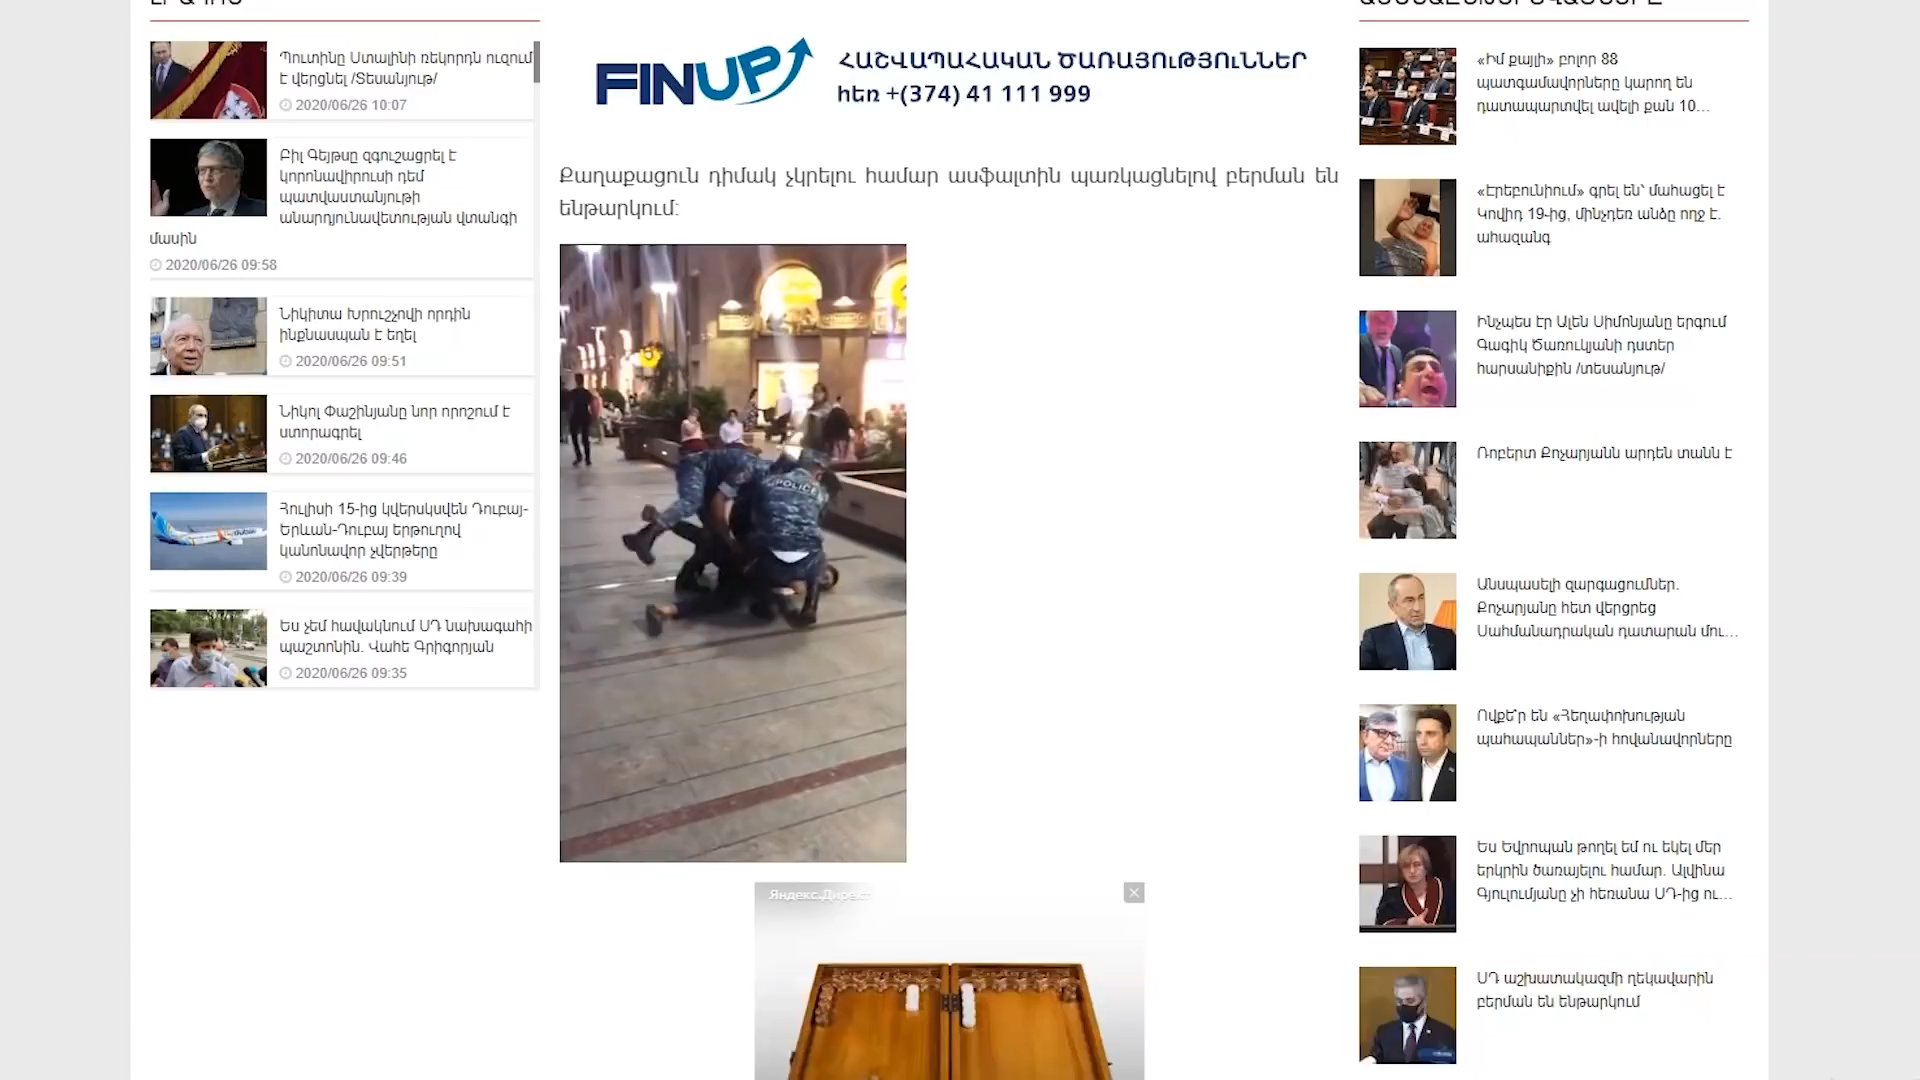 Պուտինը Ստալինի ռեկորդն ուզում
է վերցնել /Տեսանյութ/
2020/06/26 10:07
Բիլ Գեյթսը զգուշացրել է
կորոնավիրուսի դեմ
պատվաստանյութի
անարդյունավետության վտանգի
մասին
2020/06/26 09:58
Նիկիտա Խրուշչովի որդին
ինքնասպան է եղել
2020/06/26 09:51
Նիկոլ Փաշինյանը նոր որոշում է
ստորագրել
2020/06/26 09:46
Հուլիսի 15-ից կվերսկսվեն Դուբայ-
Երևան-Դուբայ երթուղով
կանոնավոր չվերթերը
2020/06/26 09:39
Ես չեմ հավակնում ՍԴ նախագահի
պաշտոնին. Վահե Գրիգորյան
2020/06/26 09:35
FINUP
ՀԱՇՎԱՊԱՀԱԿԱՆ ԾԱՌԱՅՈւԹՅՈւՆՆԵՐ
հեռ +(374) 41 111 999
Քաղաքացուն դիմակ չկրելու համար ասֆալտին պառկացնելով բերման են
ենթարկում:
POLICE
Яндекс.Директ
«Իմ քայլի» բոլոր 88
պատգամավորները կարող են
դատապարտվել ավելի քան 10...
«Էրեբունիում» գրել են՝ մահացել է
Կովիդ 19-ից, մինչդեռ անձը ողջ է.
ահազանգ
Ինչպես էր Ալեն Սիմոնյանը երգում
Գագիկ Ծառուկյանի դստեր
հարսանիքին /տեսանյութ/
Ռոբերտ Քոչարյանն արդեն տանն է
Անսպասելի զարգացումներ.
Քոչարյանը հետ վերցրեց
Սահմանադրական դատարան մու...
Ովքե՞ր են «Հեղափոխության
պահապաններ»-ի հովանավորները
Ես Եվրոպան թողել եմ ու եկել մեր
երկրին ծառայելու համար. Ալվինա
Գյուլումյանը չի հեռանա ՍԴ-ից ու...
ՍԴ աշխատակազմի ղեկավարին
բերման են ենթարկում